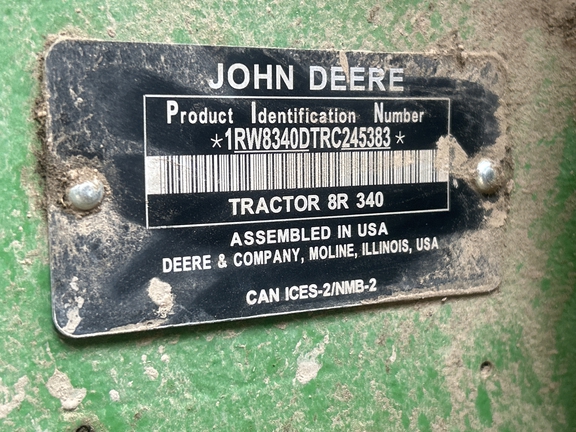 JOHN DEERE
Product Identification Number
*1RW8340DTRC245383*
TRACTOR 8R 340
ASSEMBLED IN USA
DEERE & COMPANY, MOLINE, ILLINOIS, USA
CAN ICES-2/NMB-2